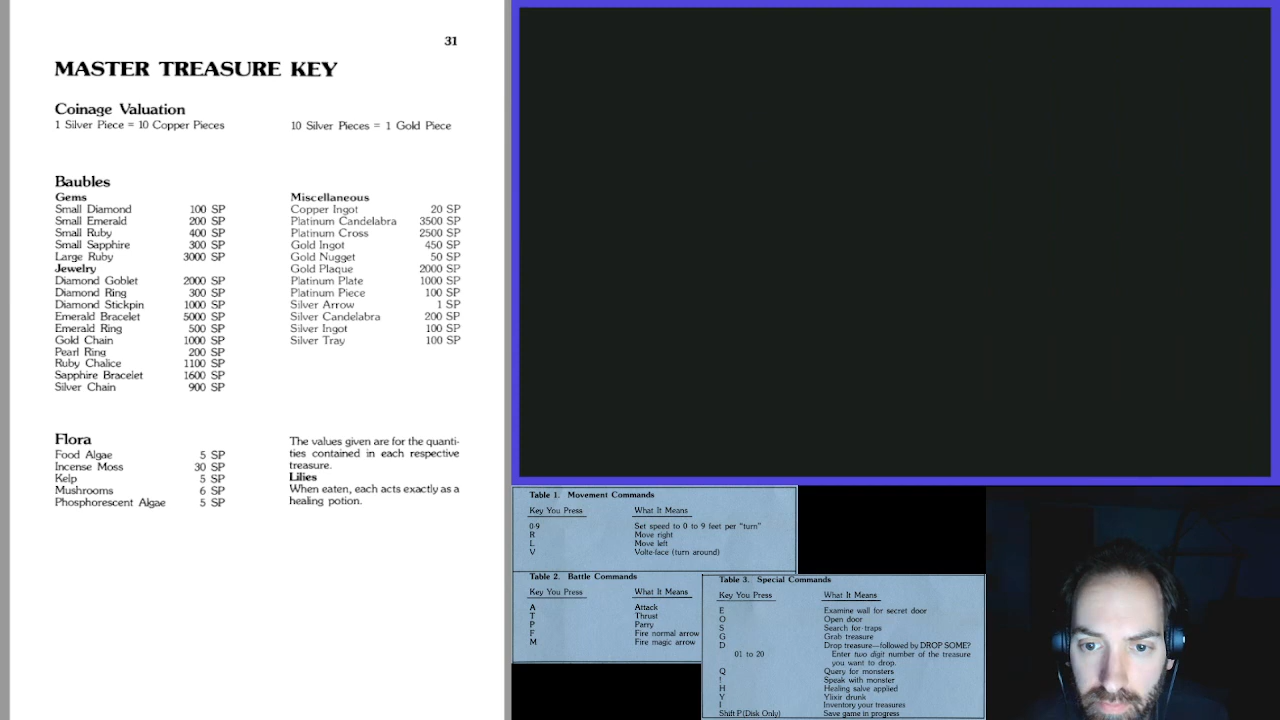 31
MASTER TREASURE KEY
Coinage Valuation
1 Silver Piece = 10 Copper Pieces
10 Silver Pieces = 1 Gold Piece
Baubles
Gems
Small Diamond 100 SP
Small Emerald 200 SP
Small Ruby 400 SP
Small Sapphire 300 SP
Large Ruby 3000 SP
Jewelry
Diamond Goblet 2000 SP
Diamond Ring 300 SP
Diamond Stickpin 1000 SP
Emerald Bracelet 5000 SP
Emerald Ring 500 SP
Gold Chain 1000 SP
Pearl Ring 200 SP
Ruby Chalice 1100 SP
Sapphire Bracelet 1600 SP
Silver Chain 900 SP
Miscellaneous
Copper Ingot 20 SP
Platinum Candelabra 3500 SP
Platinum Cross 2500 SP
Gold Ingot 450 SP
Gold Nugget 50 SP
Gold Plaque 2000 SP
Platinum Plate 1000 SP
Platinum Piece 100 SP
Silver Arrow 1 SP
Silver Candelabra 200 SP
Silver Ingot 100 SP
Silver Tray 100 SP
Flora
Food Algae 5 SP
Incense Moss 30 SP
Kelp 5 SP
Mushrooms 6 SP
Phosphorescent Algae 5 SP
The values given are for the quanti-
ties contained in each respective
treasure.
Lilies
When eaten, each acts exactly as a
healing potion.
Table 1. Movement Commands
Key You Press What It Means
0-9 Set speed to 0 to 9 feet per "turn"
R Move right
L Move left
V Volte-face (turn around)
Table 2. Battle Commands
Key You Press What It Means
A Attack
T Thrust
P Parry
F Fire normal arrow
M Fire magic arrow
Table 3. Special Commands
Key You Press What It Means
E Examine wall for secret door
O Open door
S Search for traps
G Grab treasure
D Drop treasure—followed by DROP SOME?
01 to 20 Enter two digit number of the treasure
you want to drop.
Q Query for monsters
! Speak with monster
H Healing salve applied
Y Ylixir drunk
I Inventory your treasures
Shift P (Disk Only) Save game in progress